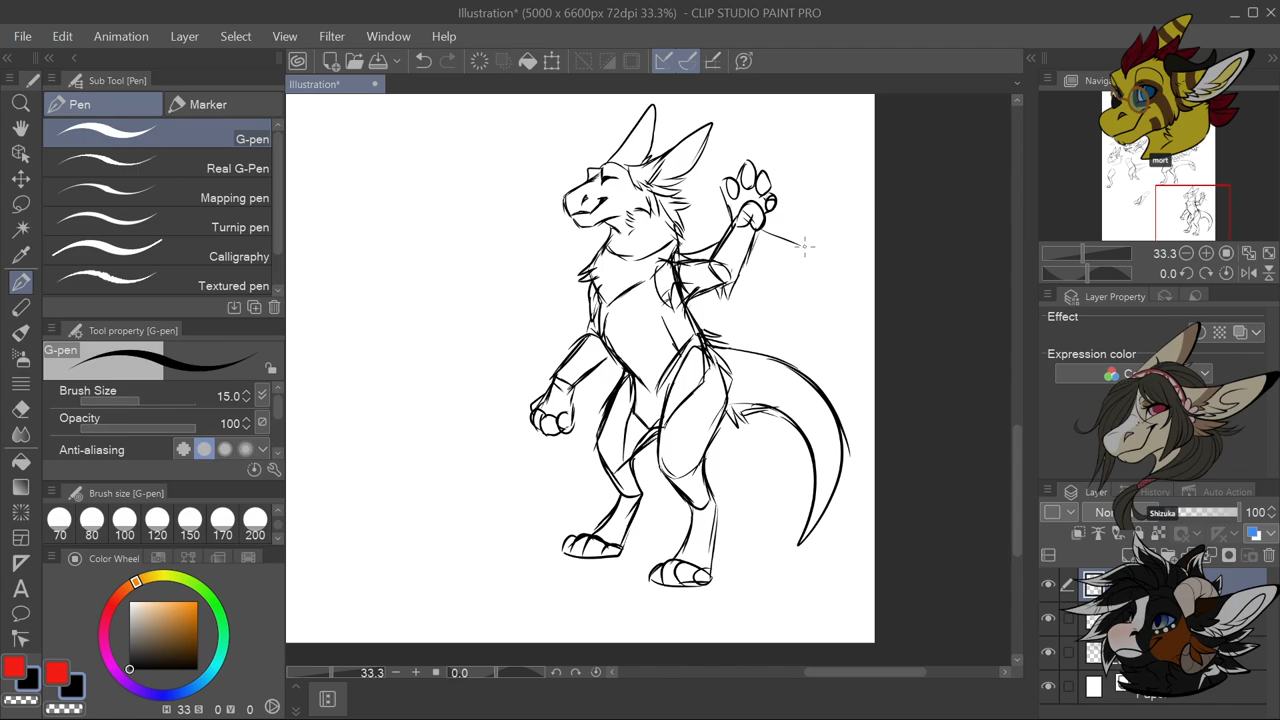 Illustration* (5000 x 6600px 72dpi 33.3%) - CLIP STUDIO PAINT PRO
File Edit Animation Layer Select View Filter Window Help
Sub Tool [Pen]
Illustration*
Pen Marker
G-pen
Real G-Pen
Mapping pen
Turnip pen
Calligraphy
Textured pen
Tool property [G-pen]
G-pen
Brush Size 15.0
Opacity 100
Anti-aliasing
Brush size [G-pen]
70 80 100 120 150 170 200
Color Wheel
H 33 S 0 V 0
33.3 0.0
mort
33.3
0.0
Layer Property
Effect
Expression color
Layer History Auto Action
Shizuka
100